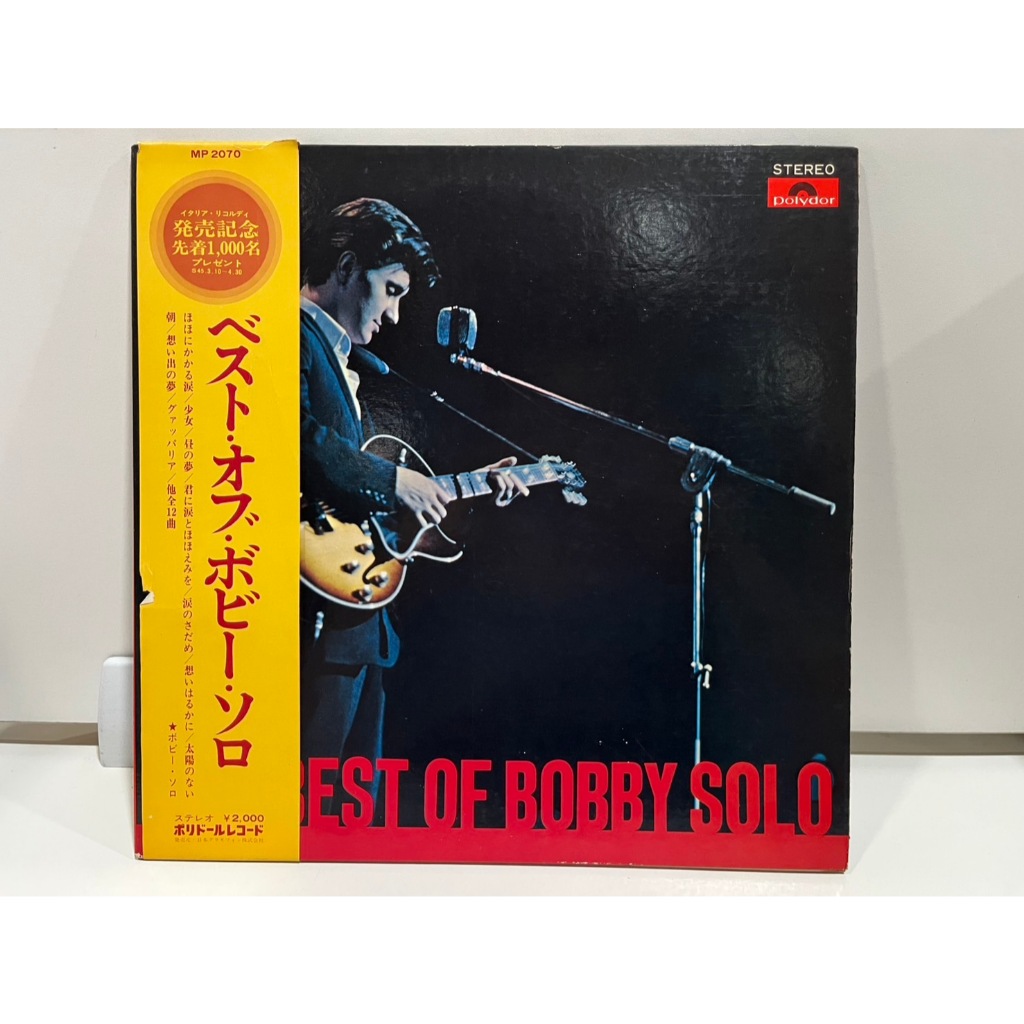 MP 2070
イタリア・リコルディ
発売記念
先着1,000名
プレゼント
S45.3.10～4.30
ベスト・オブ・ボビー・ソロ
ほほにかかる涙／少女／昼の夢／君に涙とほほえみを／涙のさだめ／想いはるかに／太陽のない
朝／想い出の夢／グァッパリア／他全12曲
★ボビー・ソロ
ステレオ ¥2,000
ポリドールレコード
STEREO
Polydor
BEST OF BOBBY SOLO